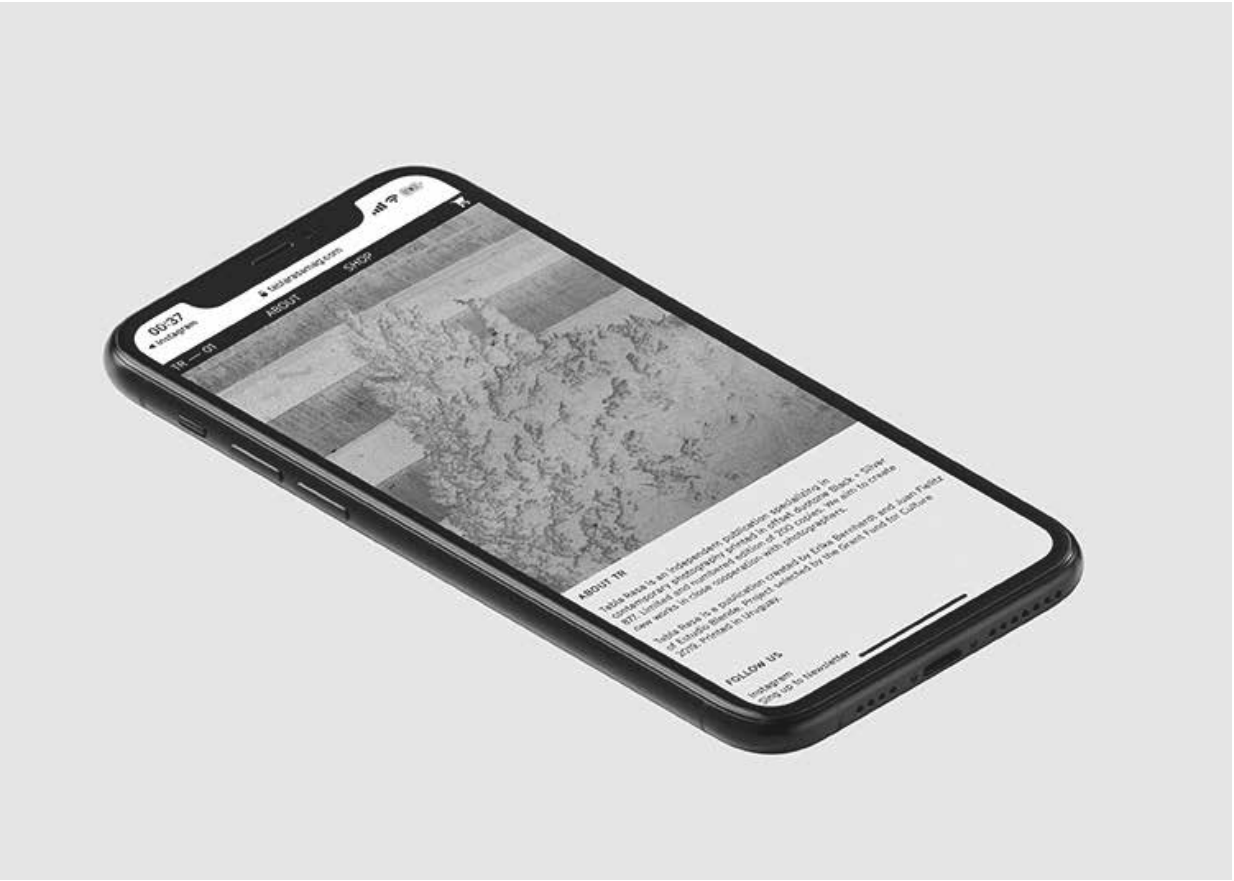 00:37
◀ Instagram
tablarasamag.com
TR — 01 ABOUT SHOP
ABOUT TR
Tabla Rasa is an independent publication specializing in
contemporary photography printed in offset duotone Black + Silver
877. Limited and numbered edition of 200 copies. We aim to create
new works in close cooperation with photographers.
Tabla Rasa is a publication created by Erika Bernhardt and Juan Fielitz
of Estudio Blende. Project selected by the Grant Fund for Culture
2019. Printed in Uruguay.
FOLLOW US
Instagram
Sing up to Newsletter